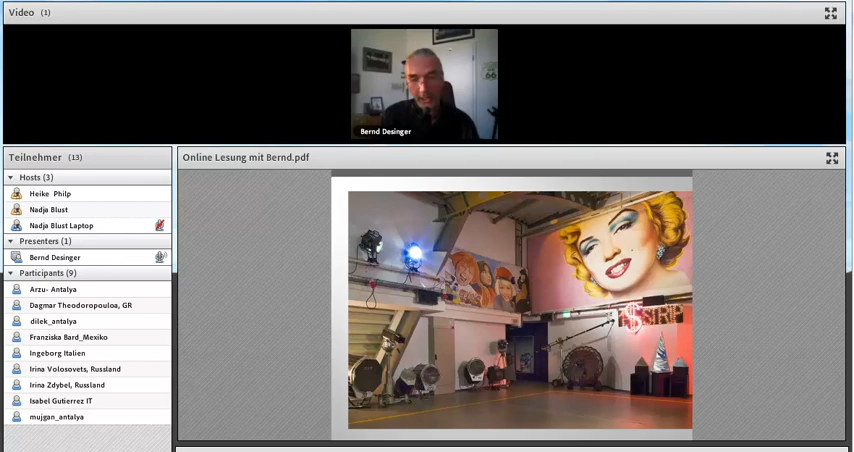 Video (1)
Bernd Desinger
Teilnehmer (13)
Hosts (3)
Heike Philp
Nadja Blust
Nadja Blust Laptop
Presenters (1)
Bernd Desinger
Participants (9)
Arzu- Antalya
Dagmar Theodoropouloa, GR
dilek_antalya
Franziska Bard_Mexiko
Ingeborg Italien
Irina Volosovets, Russland
Irina Zdybel, Russland
Isabel Gutierrez IT
mujgan_antalya
Online Lesung mit Bernd.pdf
66